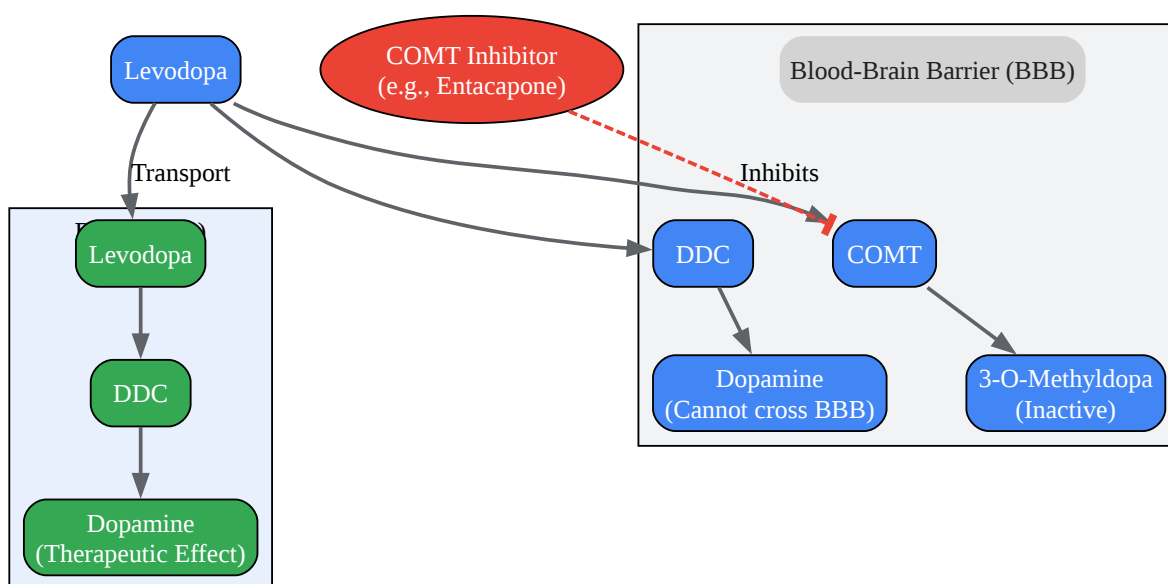 Levodopa
COMT Inhibitor
(e.g., Entacapone)
Blood-Brain Barrier (BBB)
Transport
Inhibits
Levodopa
DDC
COMT
DDC
Dopamine
(Cannot cross BBB)
3-O-Methyldopa
(Inactive)
Dopamine
(Therapeutic Effect)